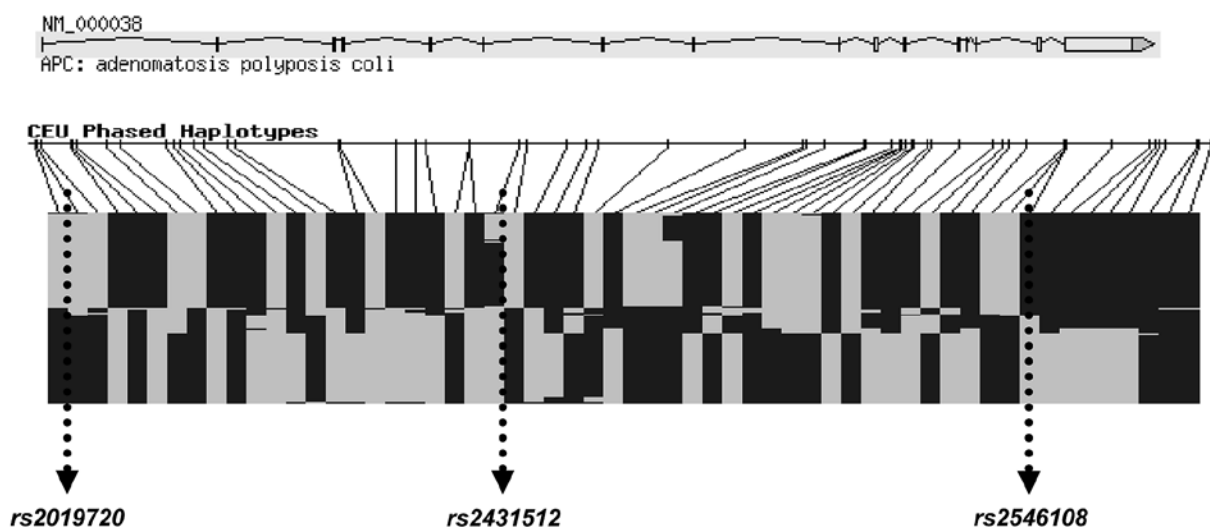 NM_000038
APC: adenomatosis polyposis coli
CEU Phased Haplotypes
rs2019720 rs2431512 rs2546108